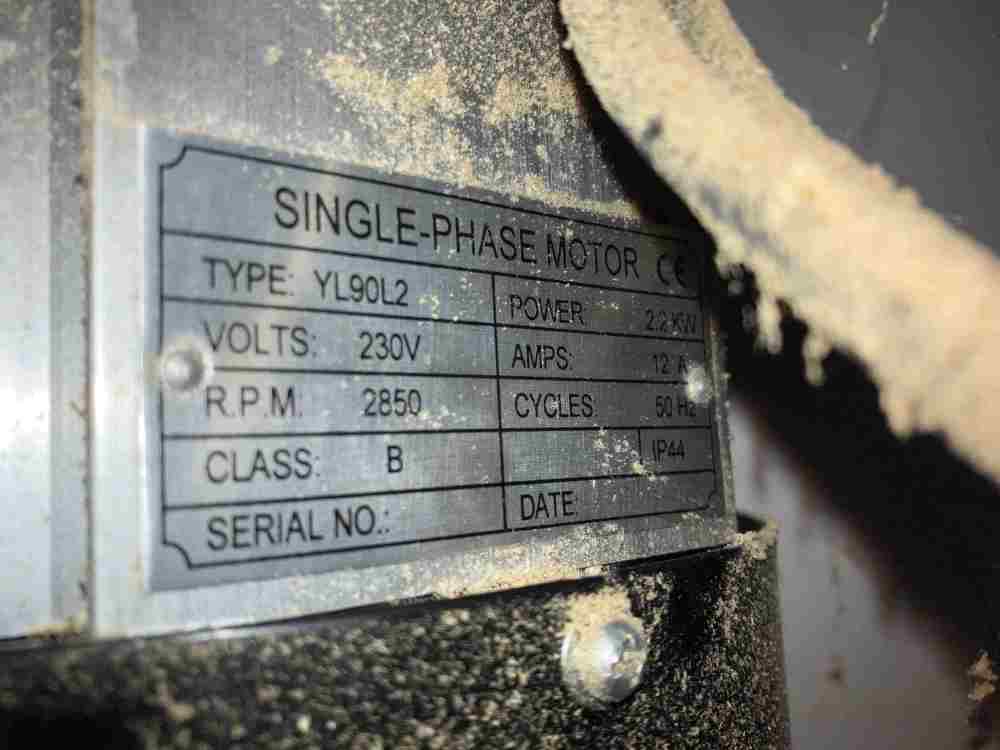 SINGLE-PHASE MOTOR CE
TYPE: YL90L2 POWER: 2.2 KW
VOLTS: 230V AMPS: 12 A
R.P.M. 2850 CYCLES 50 Hz
CLASS: B IP44
SERIAL NO.: DATE: